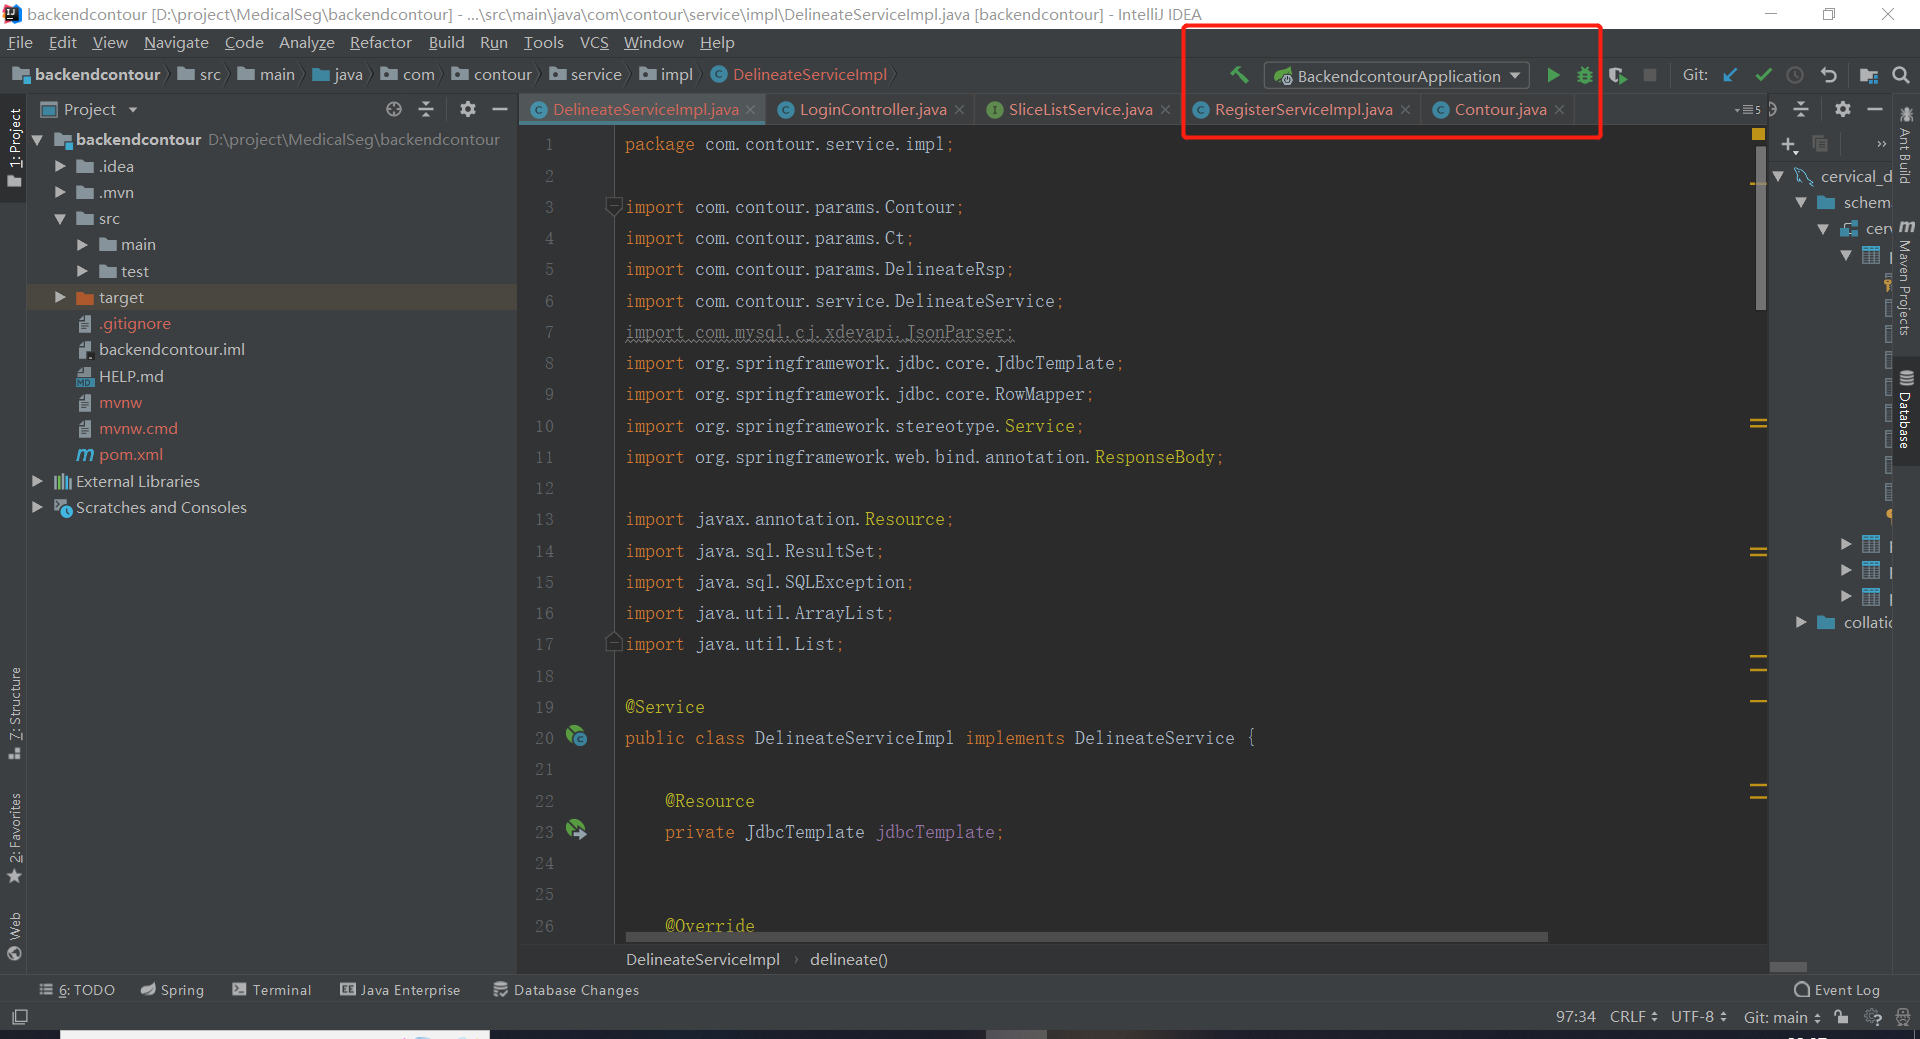 backendcontour [D:\project\MedicalSeg\backendcontour] - ...\src\main\java\com\contour\service\impl\DelineateServiceImpl.java [backendcontour] - IntelliJ IDEA
File Edit View Navigate Code Analyze Refactor Build Run Tools VCS Window Help
backendcontour src main java com contour service impl DelineateServiceImpl BackendcontourApplication Git:
Project
DelineateServiceImpl.java LoginController.java SliceListService.java RegisterServiceImpl.java Contour.java 5
backendcontour D:\project\MedicalSeg\backendcontour
.idea
.mvn
src
main
test
target
.gitignore
backendcontour.iml
HELP.md
mvnw
mvnw.cmd
pom.xml
External Libraries
Scratches and Consoles
1: Project
7: Structure
2: Favorites
Web
1 package com.contour.service.impl;
2
3 import com.contour.params.Contour;
4 import com.contour.params.Ct;
5 import com.contour.params.DelineateRsp;
6 import com.contour.service.DelineateService;
7 import com.mysql.cj.xdevapi.JsonParser;
8 import org.springframework.jdbc.core.JdbcTemplate;
9 import org.springframework.jdbc.core.RowMapper;
10 import org.springframework.stereotype.Service;
11 import org.springframework.web.bind.annotation.ResponseBody;
12
13 import javax.annotation.Resource;
14 import java.sql.ResultSet;
15 import java.sql.SQLException;
16 import java.util.ArrayList;
17 import java.util.List;
18
19 @Service
20 public class DelineateServiceImpl implements DelineateService {
21
22 @Resource
23 private JdbcTemplate jdbcTemplate;
24
25
26 @Override
DelineateServiceImpl › delineate()
cervical_d
schema
cerv
collatio
Ant Build
Maven Projects
Database
6: TODO Spring Terminal Java Enterprise Database Changes Event Log
97:34 CRLF UTF-8 Git: main